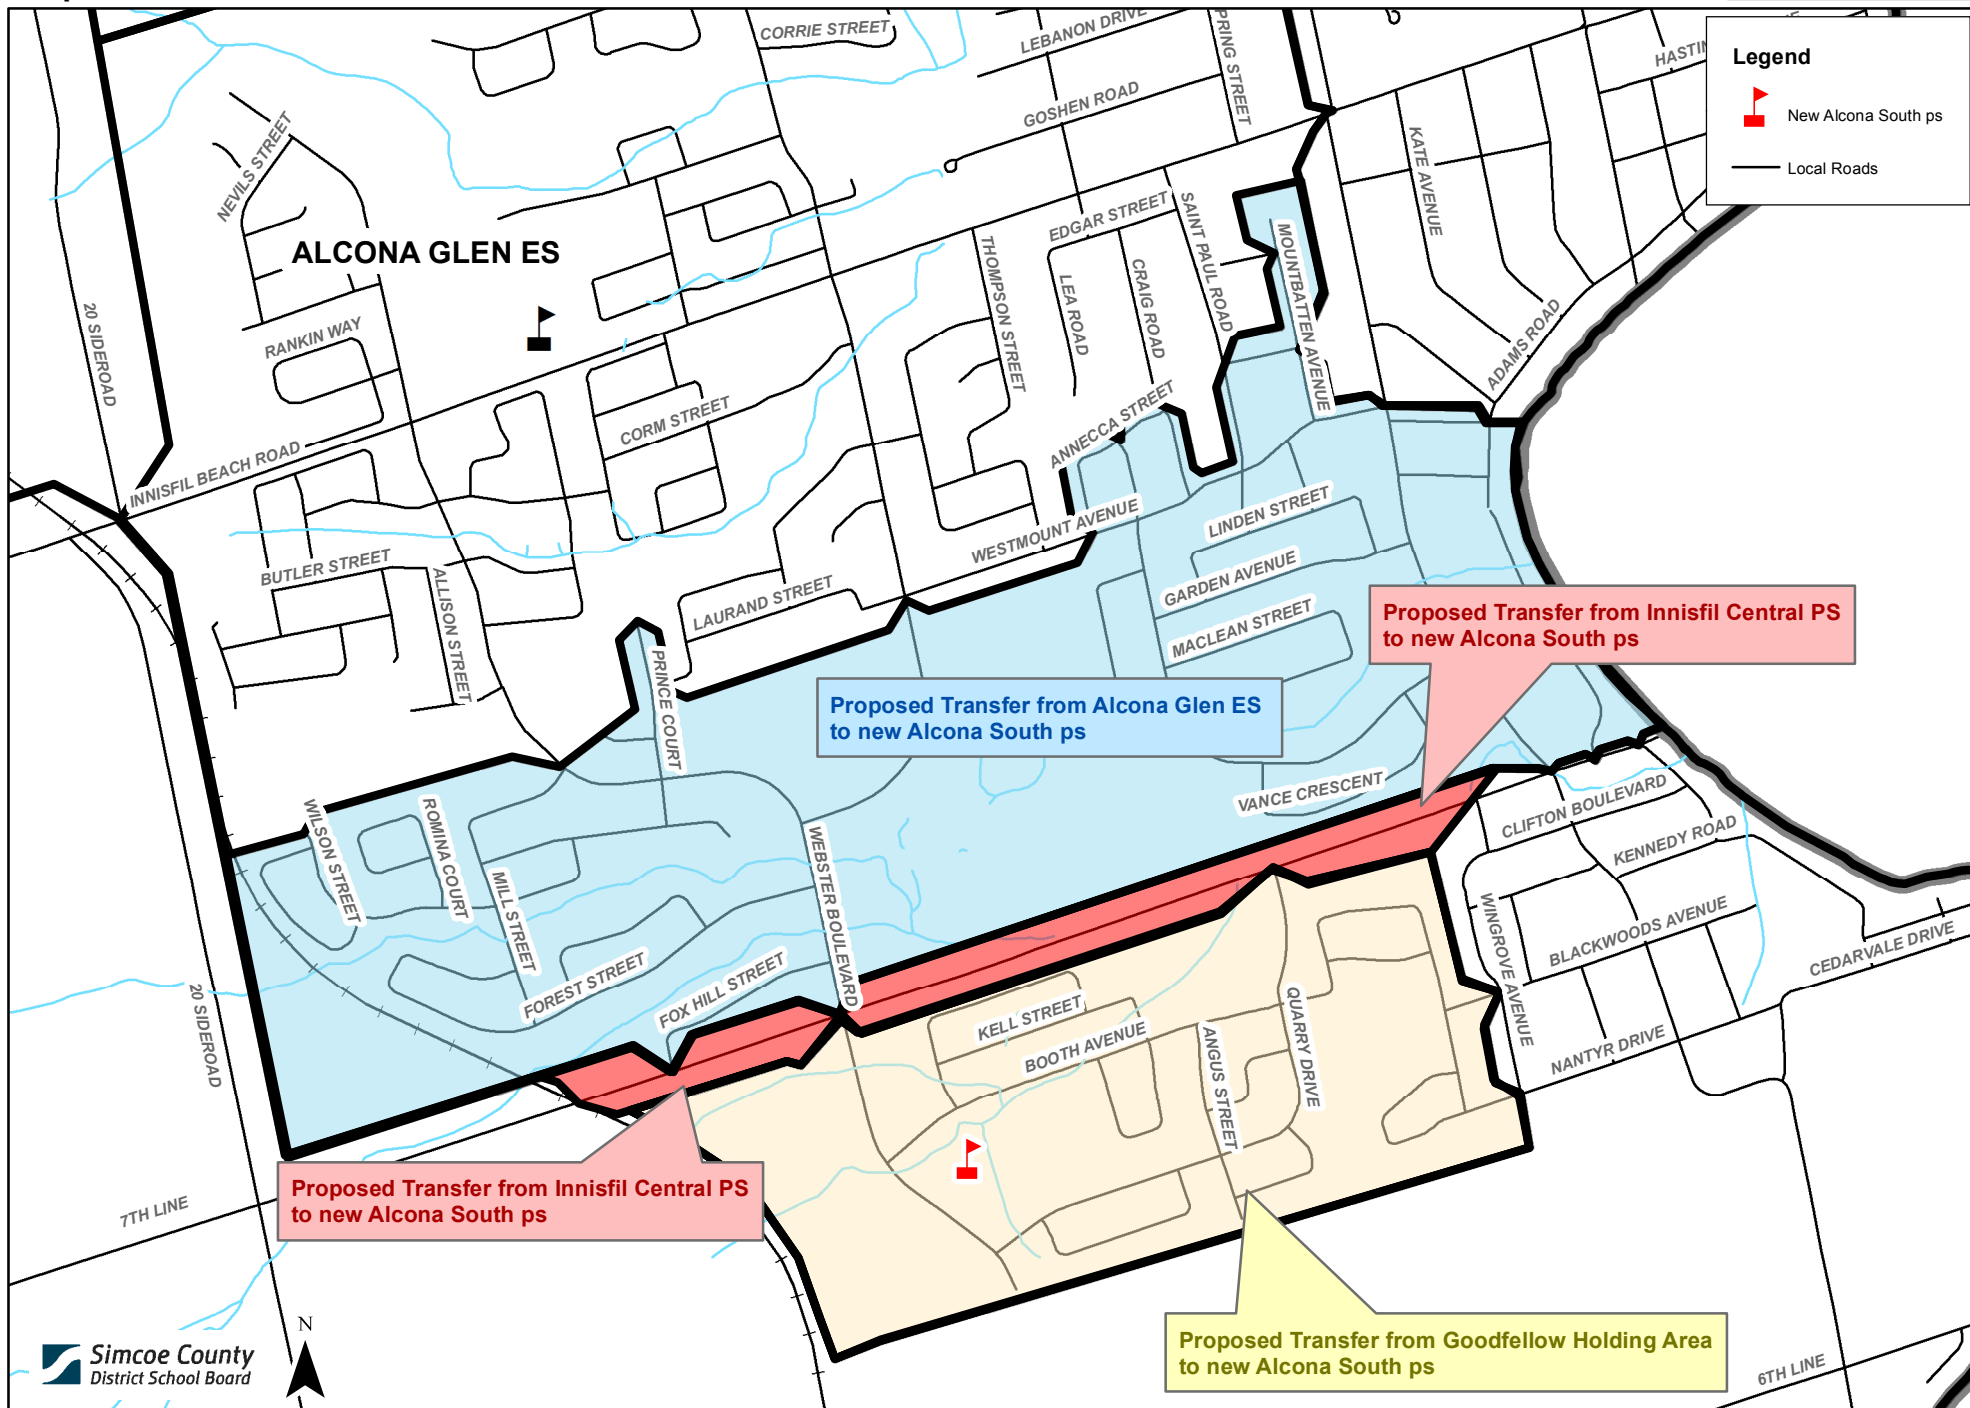 CORRIE STREET
LEBANON DRIVE
Legend
New Alcona South ps
Local Roads
GOSHEN ROAD
KATE AVENUE
NEVILS STREET
ALCONA GLEN ES
EDGAR STREET
SAINT PAUL ROAD
MOUNTBATTEN AVENUE
THOMPSON STREET
LEA ROAD
CRAIG ROAD
20 SIDEROAD
RANKIN WAY
ADAMS ROAD
CORM STREET
ANNECCA STREET
INNISFIL BEACH ROAD
WESTMOUNT AVENUE
LINDEN STREET
BUTLER STREET
ALLISON STREET
LAURAND STREET
GARDEN AVENUE
MACLEAN STREET
Proposed Transfer from Innisfil Central PS
to new Alcona South ps
PRINCE COURT
Proposed Transfer from Alcona Glen ES
to new Alcona South ps
VANCE CRESCENT
CLIFTON BOULEVARD
WILSON STREET
ROMINA COURT
MILL STREET
WEBSTER BOULEVARD
KENNEDY ROAD
WINGROVE AVENUE
BLACKWOODS AVENUE
CEDARVALE DRIVE
FOREST STREET
FOX HILL STREET
20 SIDEROAD
KELL STREET
BOOTH AVENUE
ANGUS STREET
QUARRY DRIVE
NANTYR DRIVE
Proposed Transfer from Innisfil Central PS
to new Alcona South ps
7TH LINE
Proposed Transfer from Goodfellow Holding Area
to new Alcona South ps
6TH LINE
N
Simcoe County
District School Board